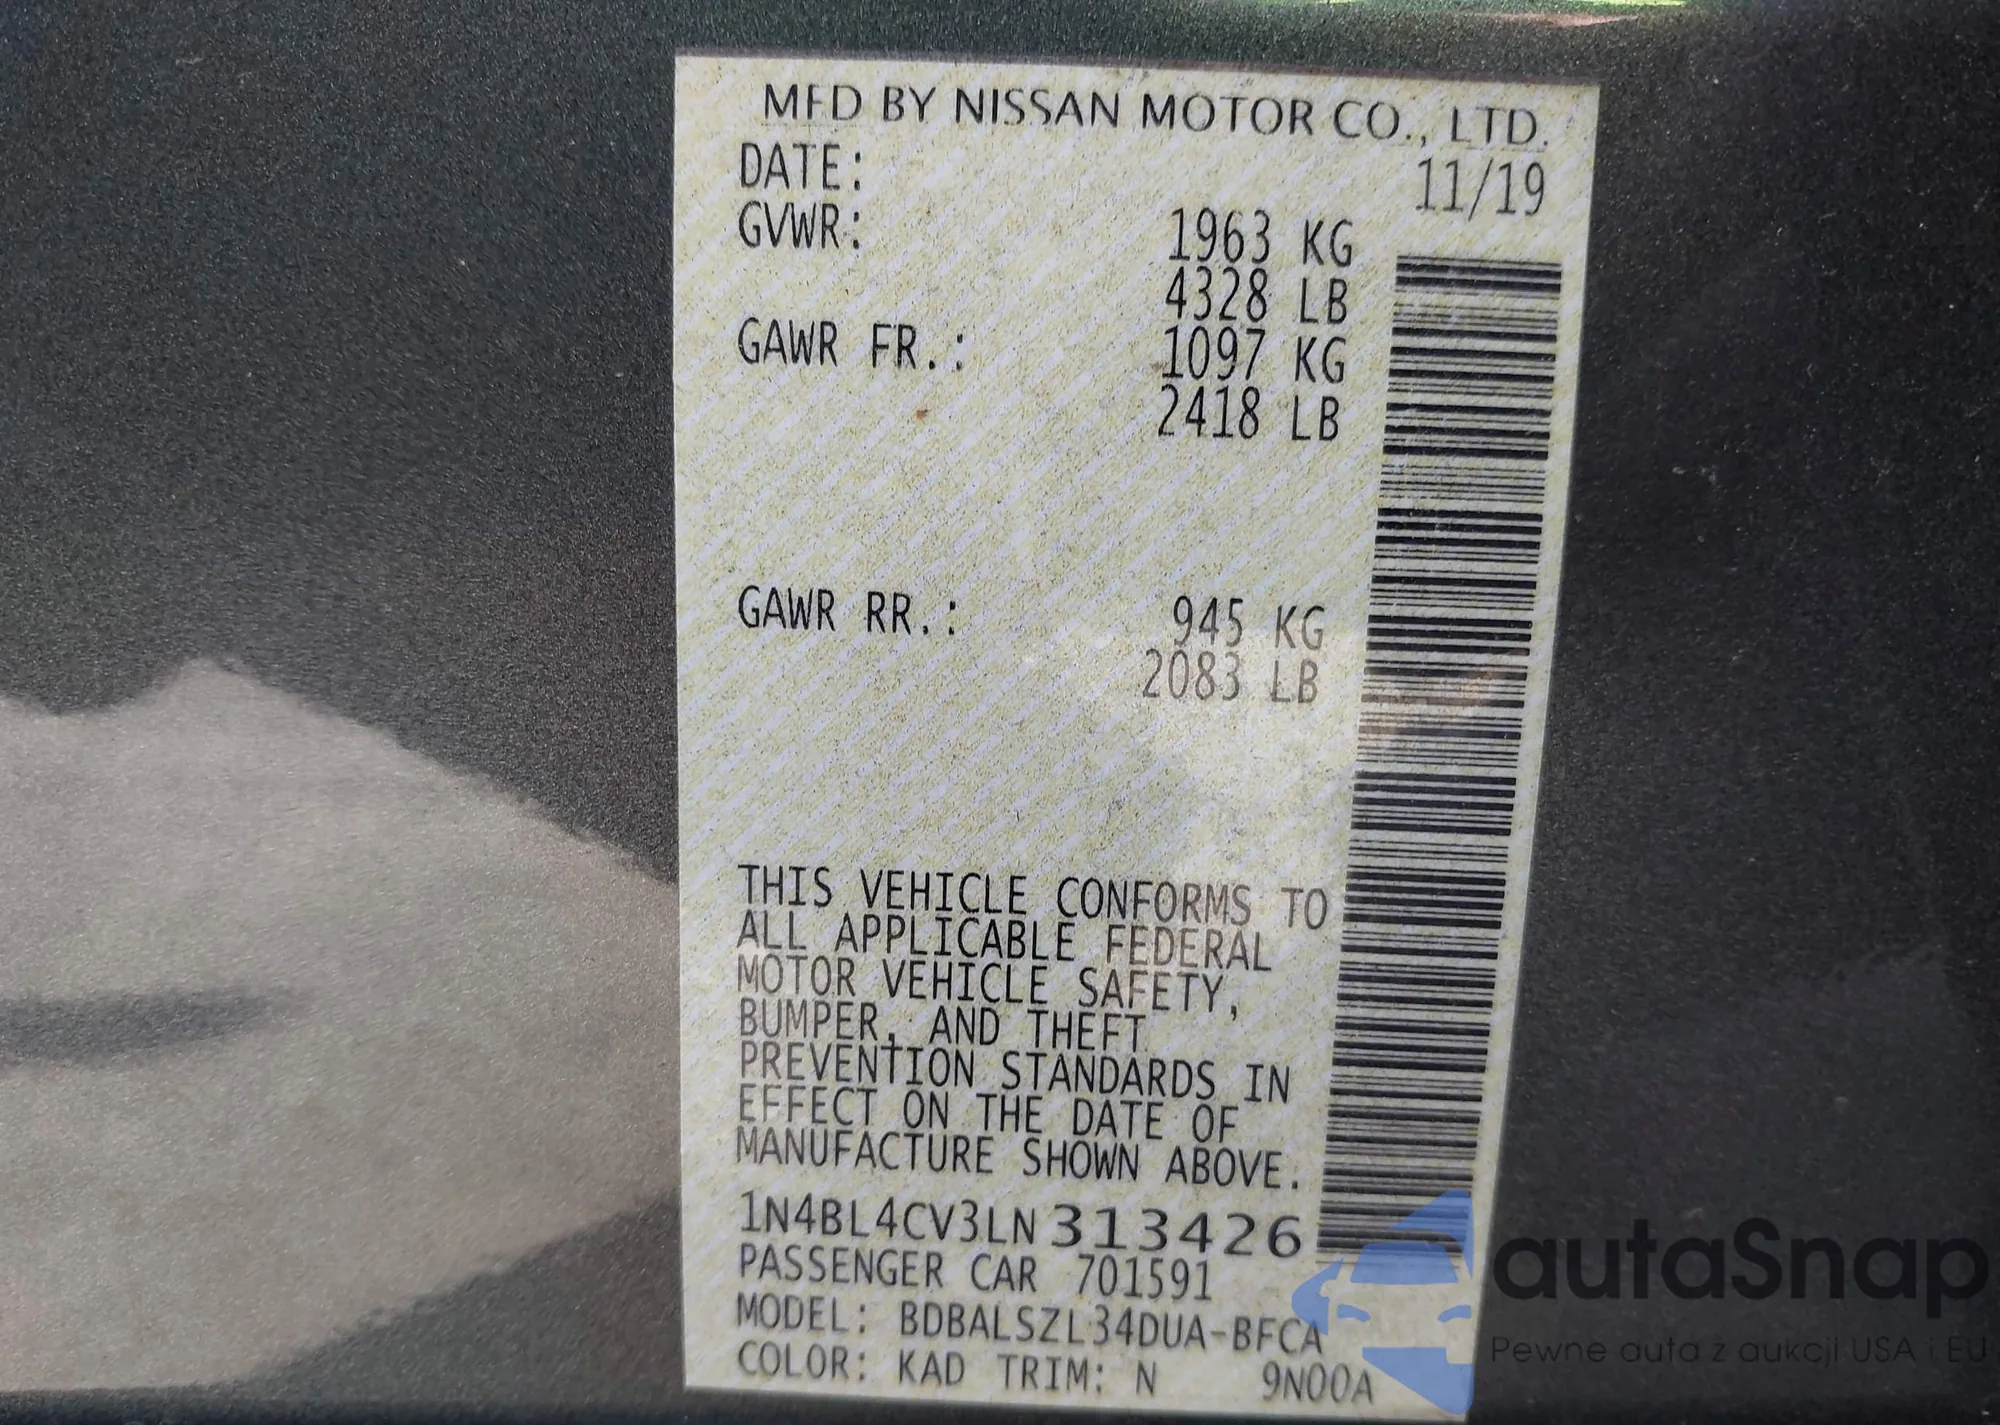 MFD BY NISSAN MOTOR CO., LTD.
DATE: 11/19
GVWR: 1963 KG
4328 LB
GAWR FR.: 1097 KG
2418 LB
GAWR RR.: 945 KG
2083 LB
THIS VEHICLE CONFORMS TO
ALL APPLICABLE FEDERAL
MOTOR VEHICLE SAFETY,
BUMPER, AND THEFT
PREVENTION STANDARDS IN
EFFECT ON THE DATE OF
MANUFACTURE SHOWN ABOVE.
1N4BL4CV3LN313426
PASSENGER CAR 701591
MODEL: BDBALSZL34DUA-BFCA
COLOR: KAD TRIM: N 9N00A
autaSnap
Pewne auta z aukcji USA i EU